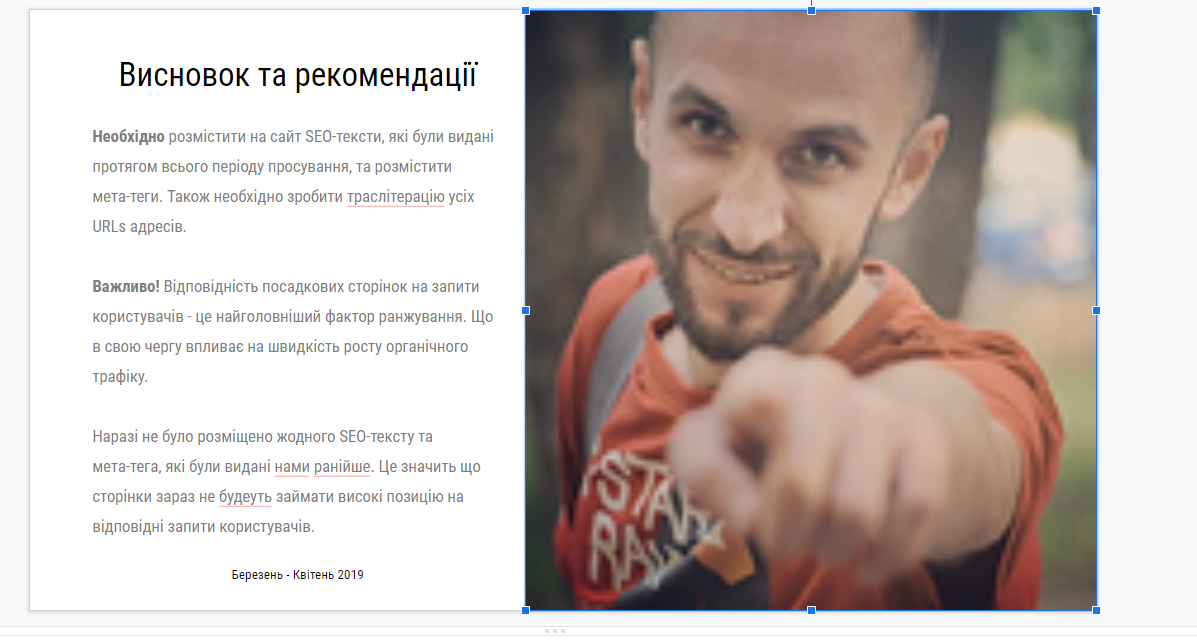 Висновок та рекомендації
Необхідно розмістити на сайт SEO-тексти, які були видані
протягом всього періоду просування, та розмістити
мета-теги. Також необхідно зробити траслітерацію усіх
URLs адресів.
Важливо! Відповідність посадкових сторінок на запити
користувачів - це найголовніший фактор ранжування. Що
в свою чергу впливає на швидкість росту органічного
трафіку.
Наразі не було розміщено жодного SEO-тексту та
мета-тега, які були видані нами ранійше. Це значить що
сторінки зараз не будеуть займати високі позицію на
відповідні запити користувачів.
Березень - Квітень 2019